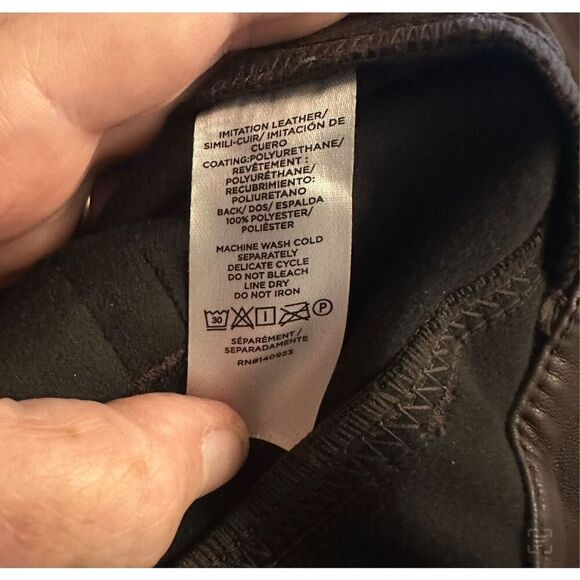 IMITATION LEATHER/
SIMILI-CUIR/ IMITACIÓN DE
CUERO
COATING:POLYURETHANE/
REVÊTEMENT :
POLYURÉTHANE/
RECUBRIMIENTO:
POLIURETANO
BACK/ DOS/ ESPALDA
100% POLYESTER/
POLIÉSTER
MACHINE WASH COLD
SEPARATELY
DELICATE CYCLE
DO NOT BLEACH
LINE DRY
DO NOT IRON
30 P
SÉPARÉMENT/
SEPARADAMENTE
RN#140923